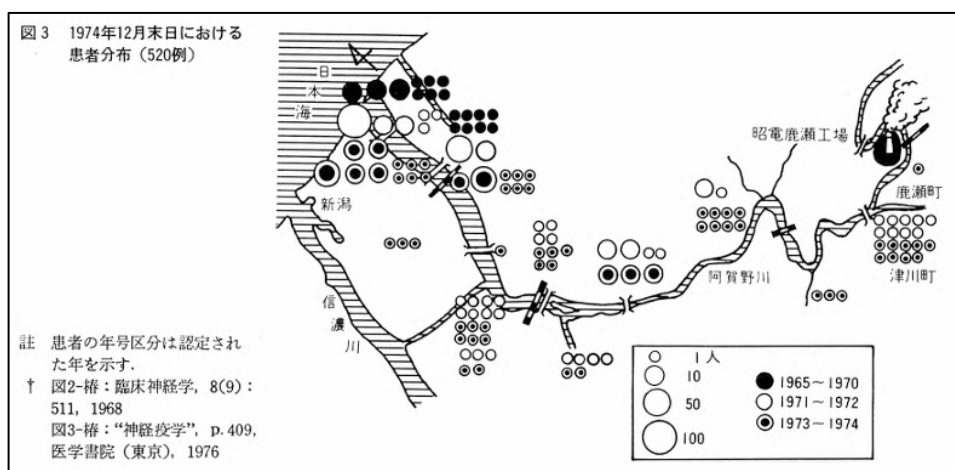 図3 1974年12月末日における
患者分布（520例）
日本海
昭電鹿瀬工場
鹿瀬町
新潟
阿賀野川
津川町
信濃川
註 患者の年号区分は認定され
た年を示す．
† 図2-椿：臨床神経学，8(9)：
511，1968
図3-椿：“神経疫学”，p.409，
医学書院（東京），1976
1人
10
50
100
1965～1970
1971～1972
1973～1974